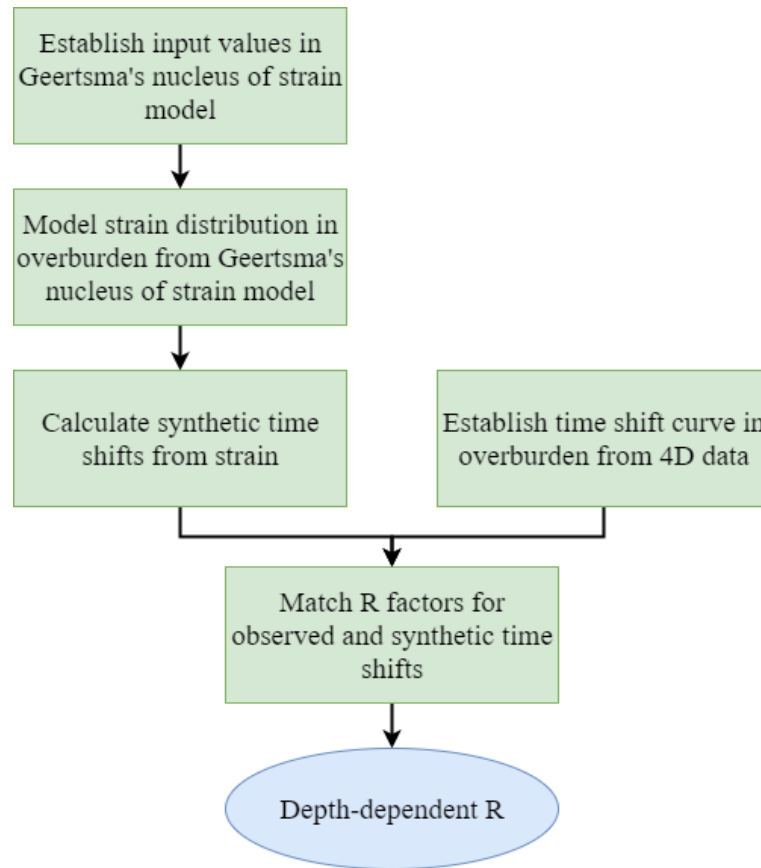 Establish input values in
Geertsma's nucleus of strain
model
Model strain distribution in
overburden from Geertsma's
nucleus of strain model
Calculate synthetic time
shifts from strain
Establish time shift curve in
overburden from 4D data
Match R factors for
observed and synthetic time
shifts
Depth-dependent R